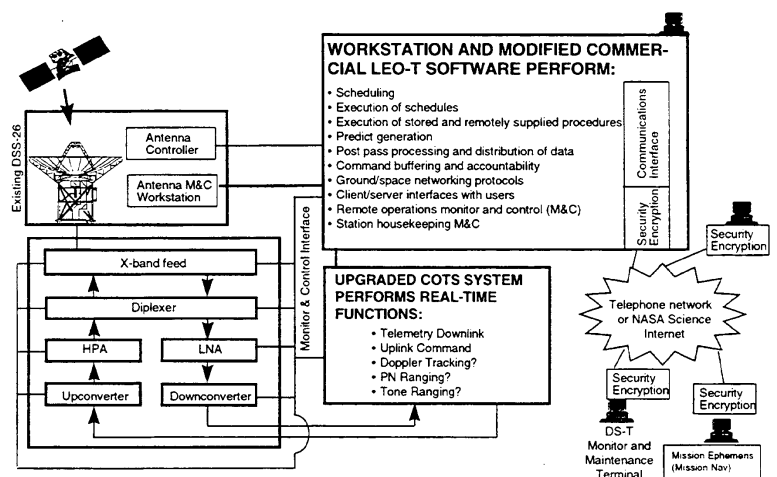 WORKSTATION AND MODIFIED COMMER-
CIAL LEO-T SOFTWARE PERFORM:
• Scheduling
• Execution of schedules
• Execution of stored and remotely supplied procedures
• Predict generation
• Post pass processing and distribution of data
• Command buffering and accountability
• Ground/space networking protocols
• Client/server interfaces with users
• Remote operations monitor and control (M&C)
• Station housekeeping M&C
Communications
Interface
Security
Encryption
Existing DSS-26
Antenna
Controller
Antenna M&C
Workstation
X-band feed
Diplexer
HPA
LNA
Upconverter
Downconverter
Monitor & Control Interface
UPGRADED COTS SYSTEM
PERFORMS REAL-TIME
FUNCTIONS:
• Telemetry Downlink
• Uplink Command
• Doppler Tracking?
• PN Ranging?
• Tone Ranging?
Security
Encryption
Telephone network
or NASA Science
Internet
Security
Encryption
DS-T
Monitor and
Maintenance
Terminal
Security
Encryption
Mission Ephemens
(Mission Nav)